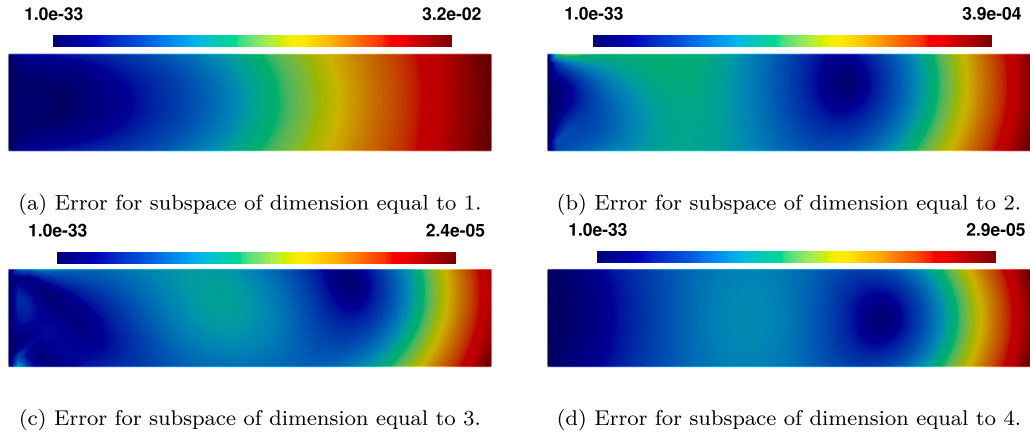 1.0e-33 3.2e-02
1.0e-33 3.9e-04
(a) Error for subspace of dimension equal to 1.
(b) Error for subspace of dimension equal to 2.
1.0e-33 2.4e-05
1.0e-33 2.9e-05
(c) Error for subspace of dimension equal to 3.
(d) Error for subspace of dimension equal to 4.